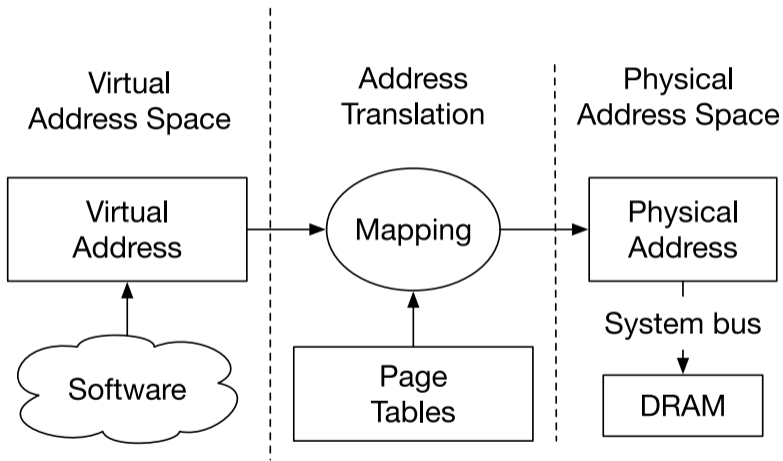 Virtual
Address Space
Address
Translation
Physical
Address Space
Virtual
Address
Mapping
Physical
Address
System bus
Software
Page
Tables
DRAM